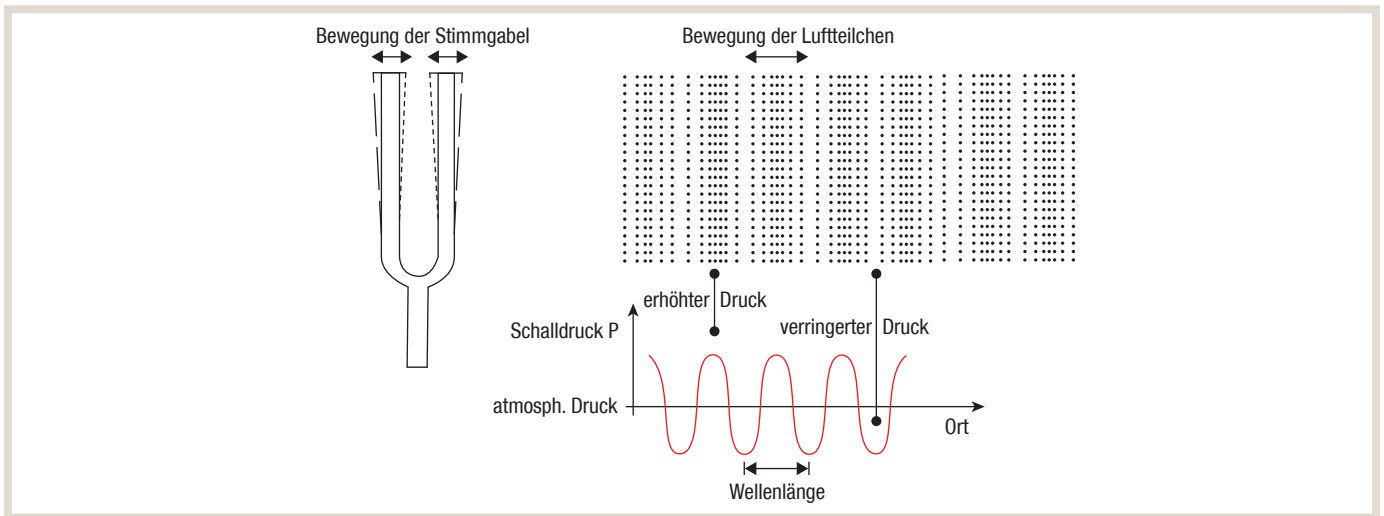 Bewegung der Stimmgabel
Bewegung der Luftteilchen
erhöhter Druck
Schalldruck P
verringerter Druck
atmosph. Druck
Ort
Wellenlänge